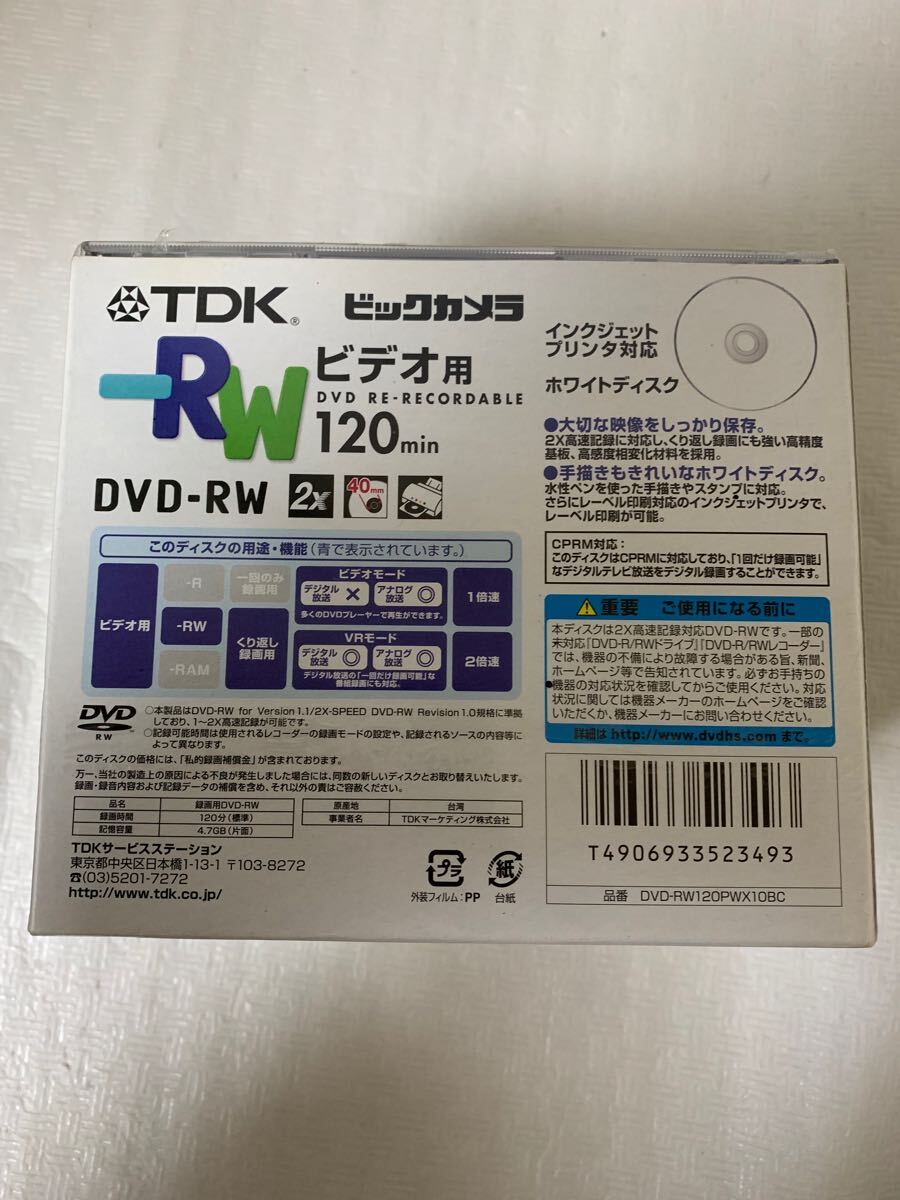 TDK®
ビックカメラ
-RW
ビデオ用
DVD RE-RECORDABLE
120min
DVD-RW
2X
40mm
インクジェット
プリンタ対応
ホワイトディスク
●大切な映像をしっかり保存。
2X高速記録に対応し、くり返し録画にも強い高精度
基板、高感度相変化材料を採用。
●手描きもきれいなホワイトディスク。
水性ペンを使った手描きやスタンプに対応。
さらにレーベル印刷対応のインクジェットプリンタで、
レーベル印刷が可能。
CPRM対応：
このディスクはCPRMに対応しており、「1回だけ録画可能」
なデジタルテレビ放送をデジタル録画することができます。
このディスクの用途・機能（青で表示されています。）
ビデオ用
-R
-RW
-RAM
一回のみ
録画用
くり返し
録画用
ビデオモード
デジタル
放送 ×
アナログ
放送 ◎
多くのDVDプレーヤーで再生ができます。
VRモード
デジタル
放送 ◎
アナログ
放送 ◎
デジタル放送の「一回だけ録画可能」な
番組録画にも対応。
1倍速
2倍速
重要 ご使用になる前に
本ディスクは2X高速記録対応DVD-RWです。一部の
未対応「DVD-R/RWドライブ」「DVD-R/RWレコーダー」
では、機器の不備により故障する場合がある旨、新聞、
ホームページ等で告知されています。必ずお手持ちの
機器の対応状況を確認してからご使用ください。対応
状況に関しては機器メーカーのホームページをご確認
いただくか、機器メーカーにお問い合わせください。
詳細は http://www.dvdhs.com まで。
DVD
RW
○本製品はDVD-RW for Version 1.1/2X-SPEED DVD-RW Revision 1.0規格に準拠
しており、1〜2X高速記録が可能です。
○記録可能時間は使用されるレコーダーの録画モードの設定や、記録されるソースの内容等に
よって異なります。
このディスクの価格には、「私的録画補償金」が含まれております。
万一、当社の製造上の原因による不良が発生しました場合には、同数の新しいディスクとお取り替えいたします。
録画・録音内容および記録データの補償を含め、それ以外の責はご容赦ください。
品名 録画用DVD-RW
録画時間 120分（標準）
記憶容量 4.7GB（片面）
原産地 台湾
事業者名 TDKマーケティング株式会社
TDKサービスステーション
東京都中央区日本橋1-13-1 〒103-8272
☎(03)5201-7272
http://www.tdk.co.jp/
プラ
外装フィルム：PP
紙
台紙
T4906933523493
品番 DVD-RW120PWX10BC